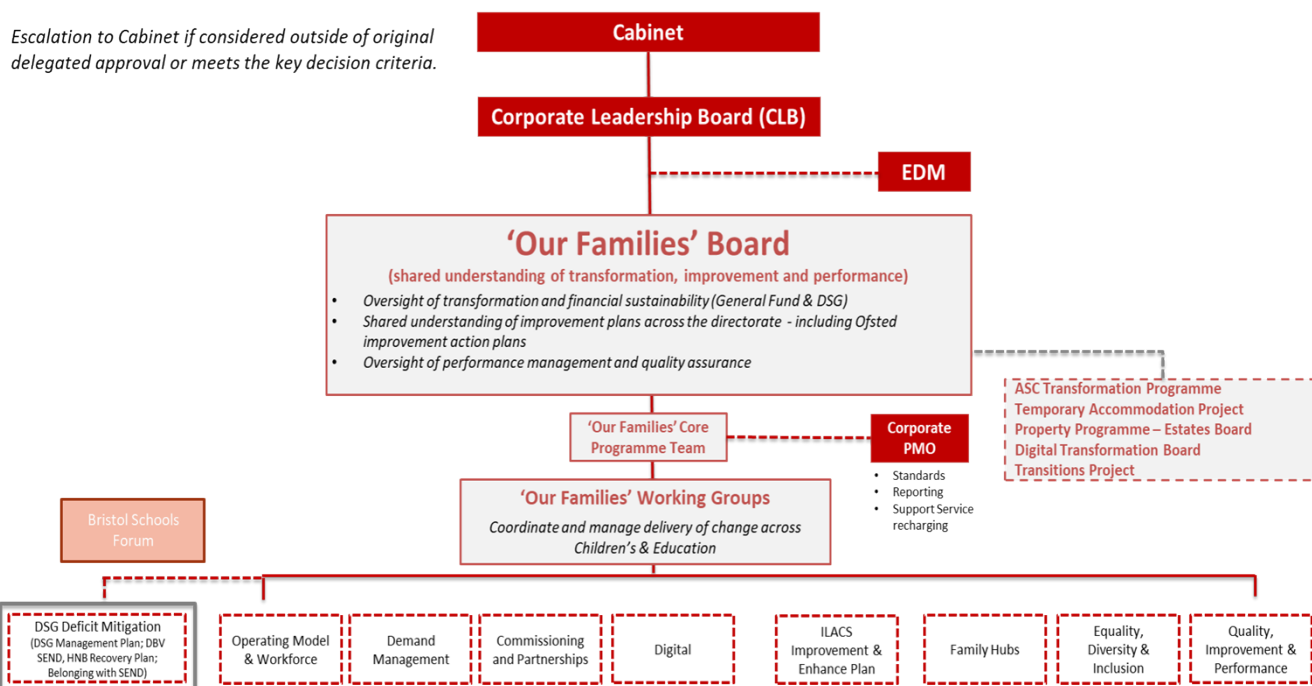 Escalation to Cabinet if considered outside of original
delegated approval or meets the key decision criteria.
Cabinet
Corporate Leadership Board (CLB)
EDM
‘Our Families’ Board
(shared understanding of transformation, improvement and performance)
• Oversight of transformation and financial sustainability (General Fund & DSG)
• Shared understanding of improvement plans across the directorate - including Ofsted
improvement action plans
• Oversight of performance management and quality assurance
ASC Transformation Programme
Temporary Accommodation Project
Property Programme – Estates Board
Digital Transformation Board
Transitions Project
‘Our Families’ Core
Programme Team
Corporate
PMO
• Standards
• Reporting
• Support Service
recharging
‘Our Families’ Working Groups
Coordinate and manage delivery of change across
Children’s & Education
Bristol Schools
Forum
DSG Deficit Mitigation
(DSG Management Plan; DBV
SEND, HNB Recovery Plan;
Belonging with SEND)
Operating Model
& Workforce
Demand
Management
Commissioning
and Partnerships
Digital
ILACS
Improvement &
Enhance Plan
Family Hubs
Equality,
Diversity &
Inclusion
Quality,
Improvement &
Performance